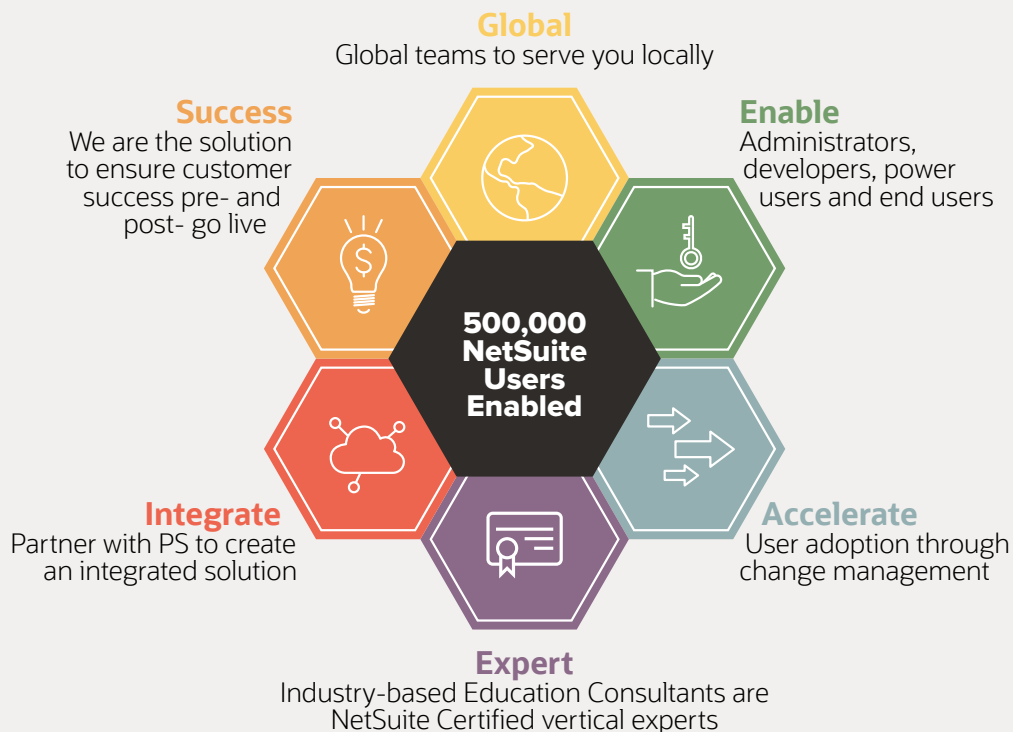 Global
Global teams to serve you locally
Success
We are the solution
to ensure customer
success pre- and
post- go live
Enable
Administrators,
developers, power
users and end users
$
500,000
NetSuite
Users
Enabled
Integrate
Partner with PS to create
an integrated solution
Accelerate
User adoption through
change management
Expert
Industry-based Education Consultants are
NetSuite Certified vertical experts